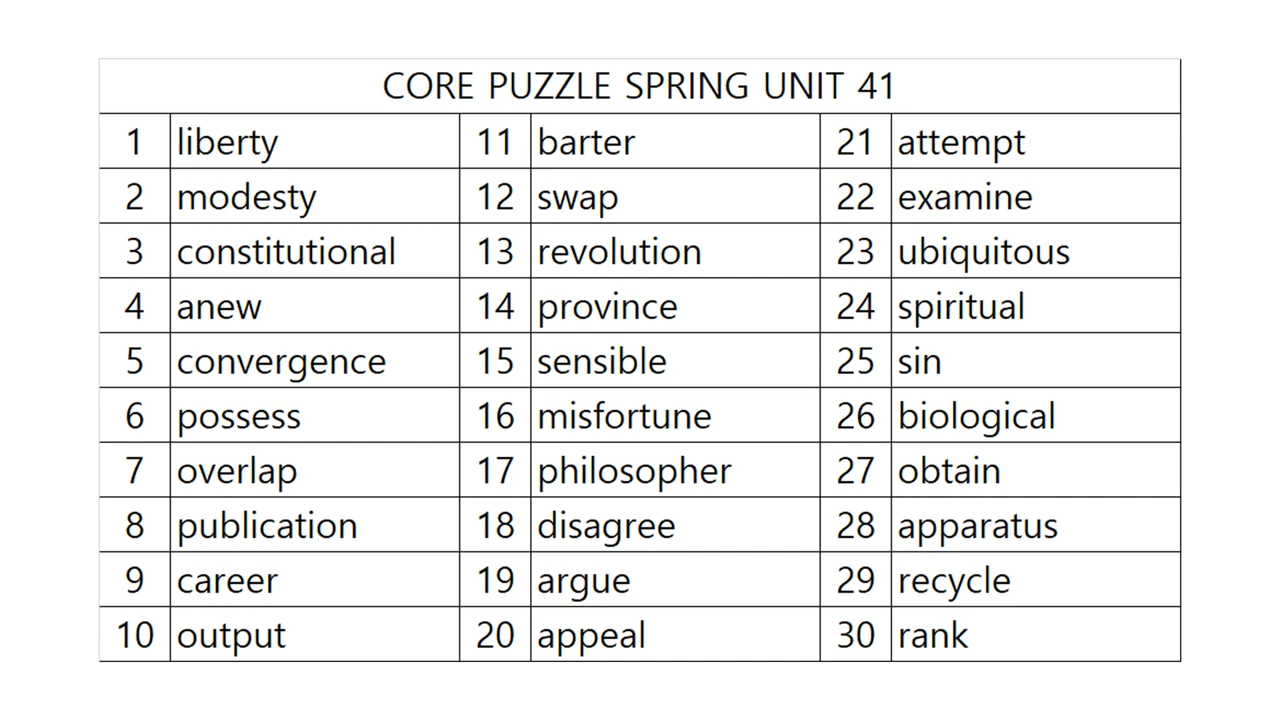 CORE PUZZLE SPRING UNIT 41
1 liberty 11 barter 21 attempt
2 modesty 12 swap 22 examine
3 constitutional 13 revolution 23 ubiquitous
4 anew 14 province 24 spiritual
5 convergence 15 sensible 25 sin
6 possess 16 misfortune 26 biological
7 overlap 17 philosopher 27 obtain
8 publication 18 disagree 28 apparatus
9 career 19 argue 29 recycle
10 output 20 appeal 30 rank